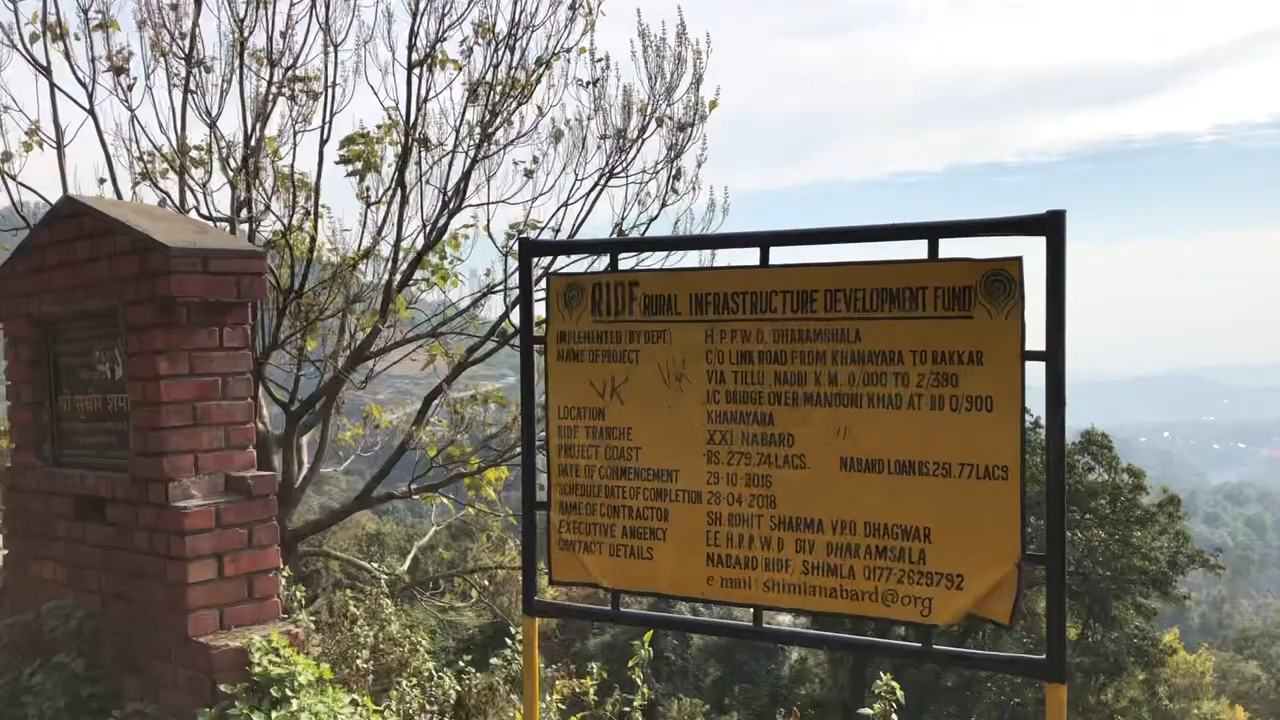 श्री सुधीर शर्मा
RIDF (RURAL INFRASTRUCTURE DEVELOPMENT FUND)
IMPLEMENTED (BY DEPT.) H.P.P.W.D. DHARAMSHALA
NAME OF PROJECT C/O LINK ROAD FROM KHANAYARA TO RAKKAR
VIA TILLU, NADDI K.M. 0/000 TO 2/390
I/C BRIDGE OVER MANOONI KHAD AT RD 0/900
VK VK
LOCATION KHANAYARA
RIDF TRANCHE XXI NABARD
PROJECT COAST RS. 279.74 LACS. NABARD LOAN RS. 251.77 LACS
DATE OF COMMENCEMENT 29-10-2016
SCHEDULE DATE OF COMPLETION 28-04-2018
NAME OF CONTRACTOR SH. ROHIT SHARMA V.P.O. DHAGWAR
EXECUTIVE ANGENCY EE H.P.P.W.D DIV. DHARAMSALA
CONTACT DETAILS NABARD (RIDF) SHIMLA 0177-2629792
e-mail shimlanabard@org